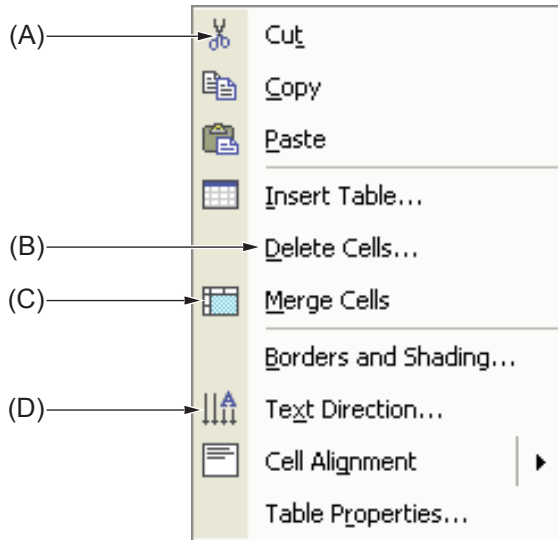 (A) Cut
Copy
Paste
Insert Table...
(B) Delete Cells...
(C) Merge Cells
Borders and Shading...
(D) Text Direction...
Cell Alignment
Table Properties...